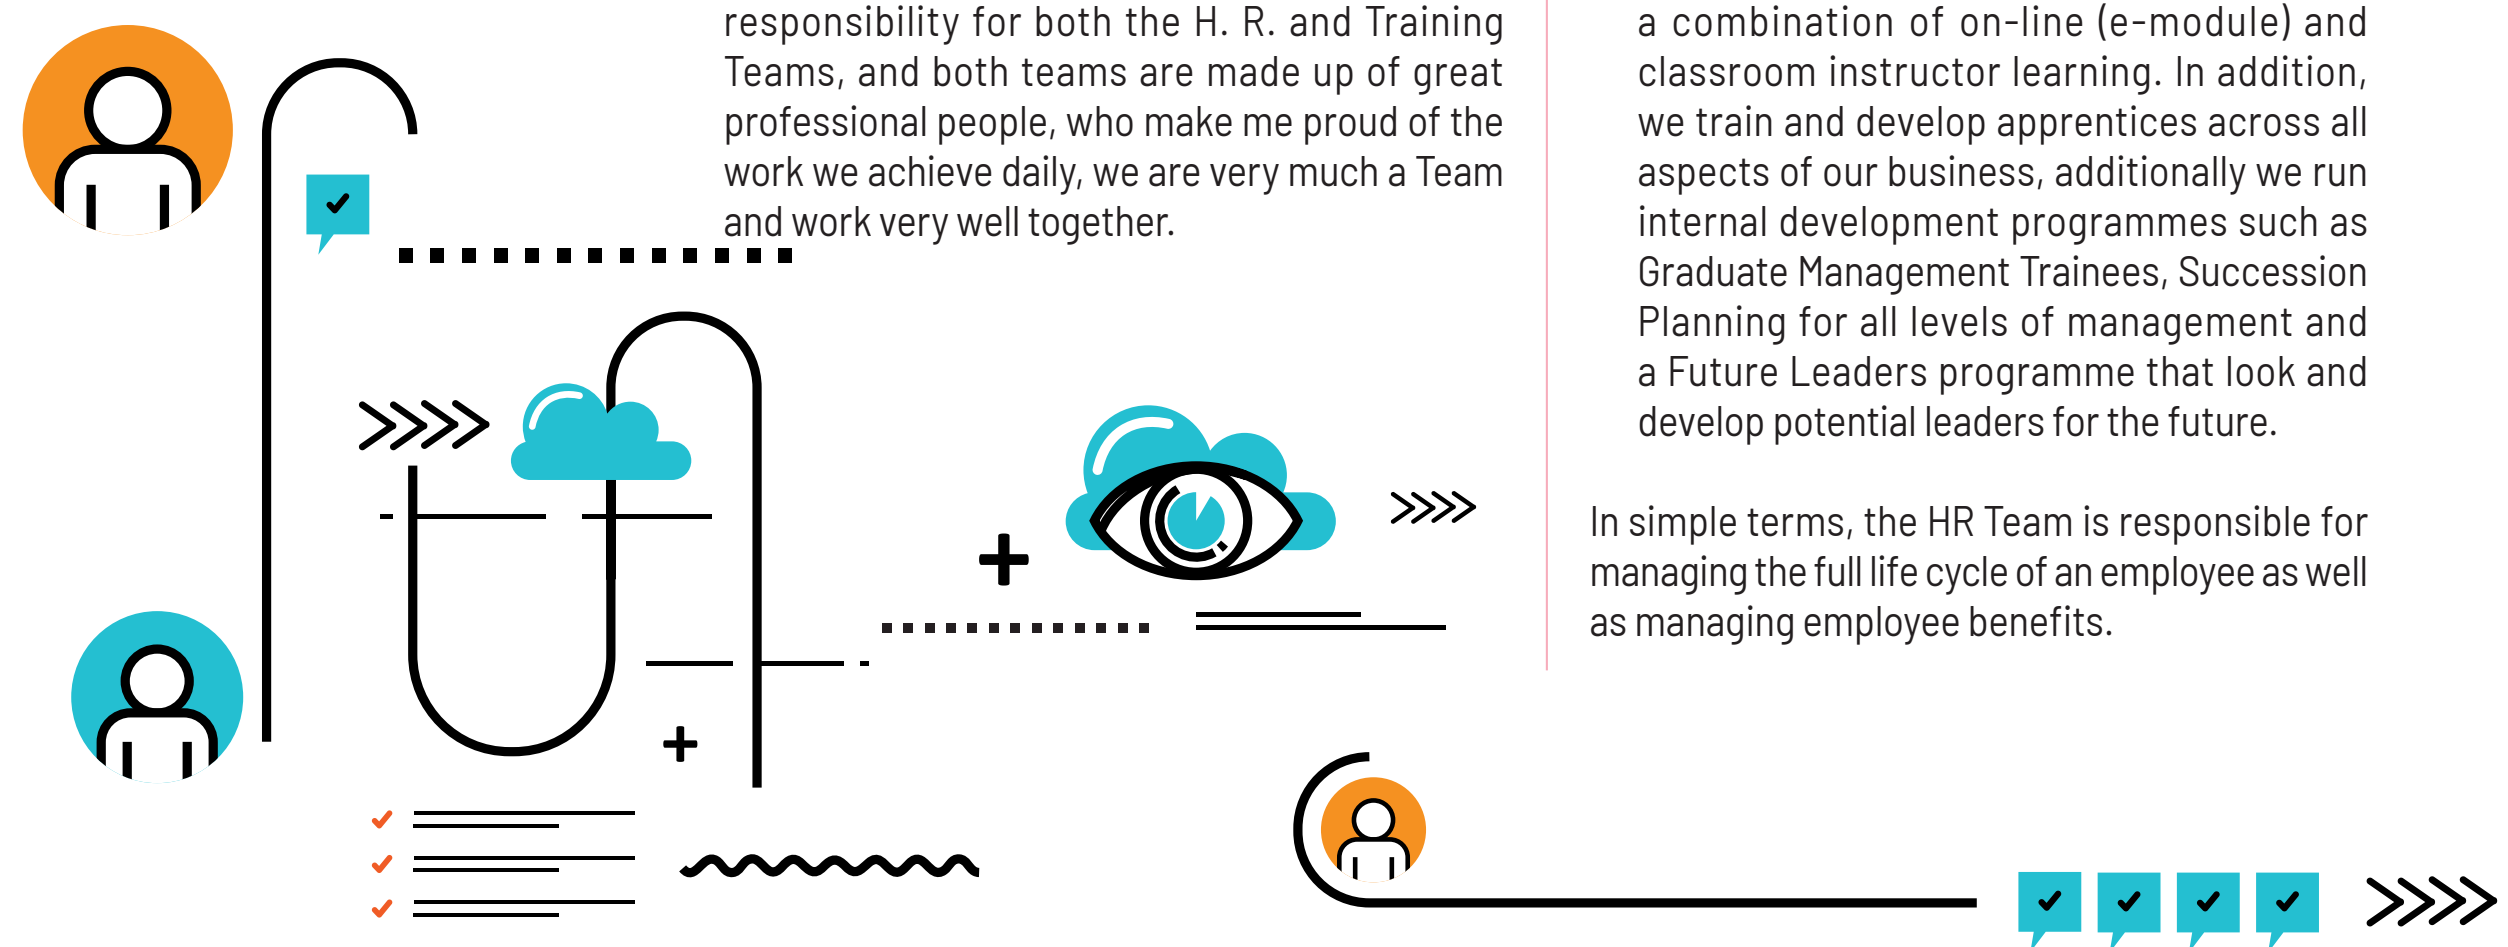 responsibility for both the H. R. and Training
Teams, and both teams are made up of great
professional people, who make me proud of the
work we achieve daily, we are very much a Team
and work very well together.
a combination of on-line (e-module) and
classroom instructor learning. In addition,
we train and develop apprentices across all
aspects of our business, additionally we run
internal development programmes such as
Graduate Management Trainees, Succession
Planning for all levels of management and
a Future Leaders programme that look and
develop potential leaders for the future.
In simple terms, the HR Team is responsible for
managing the full life cycle of an employee as well
as managing employee benefits.